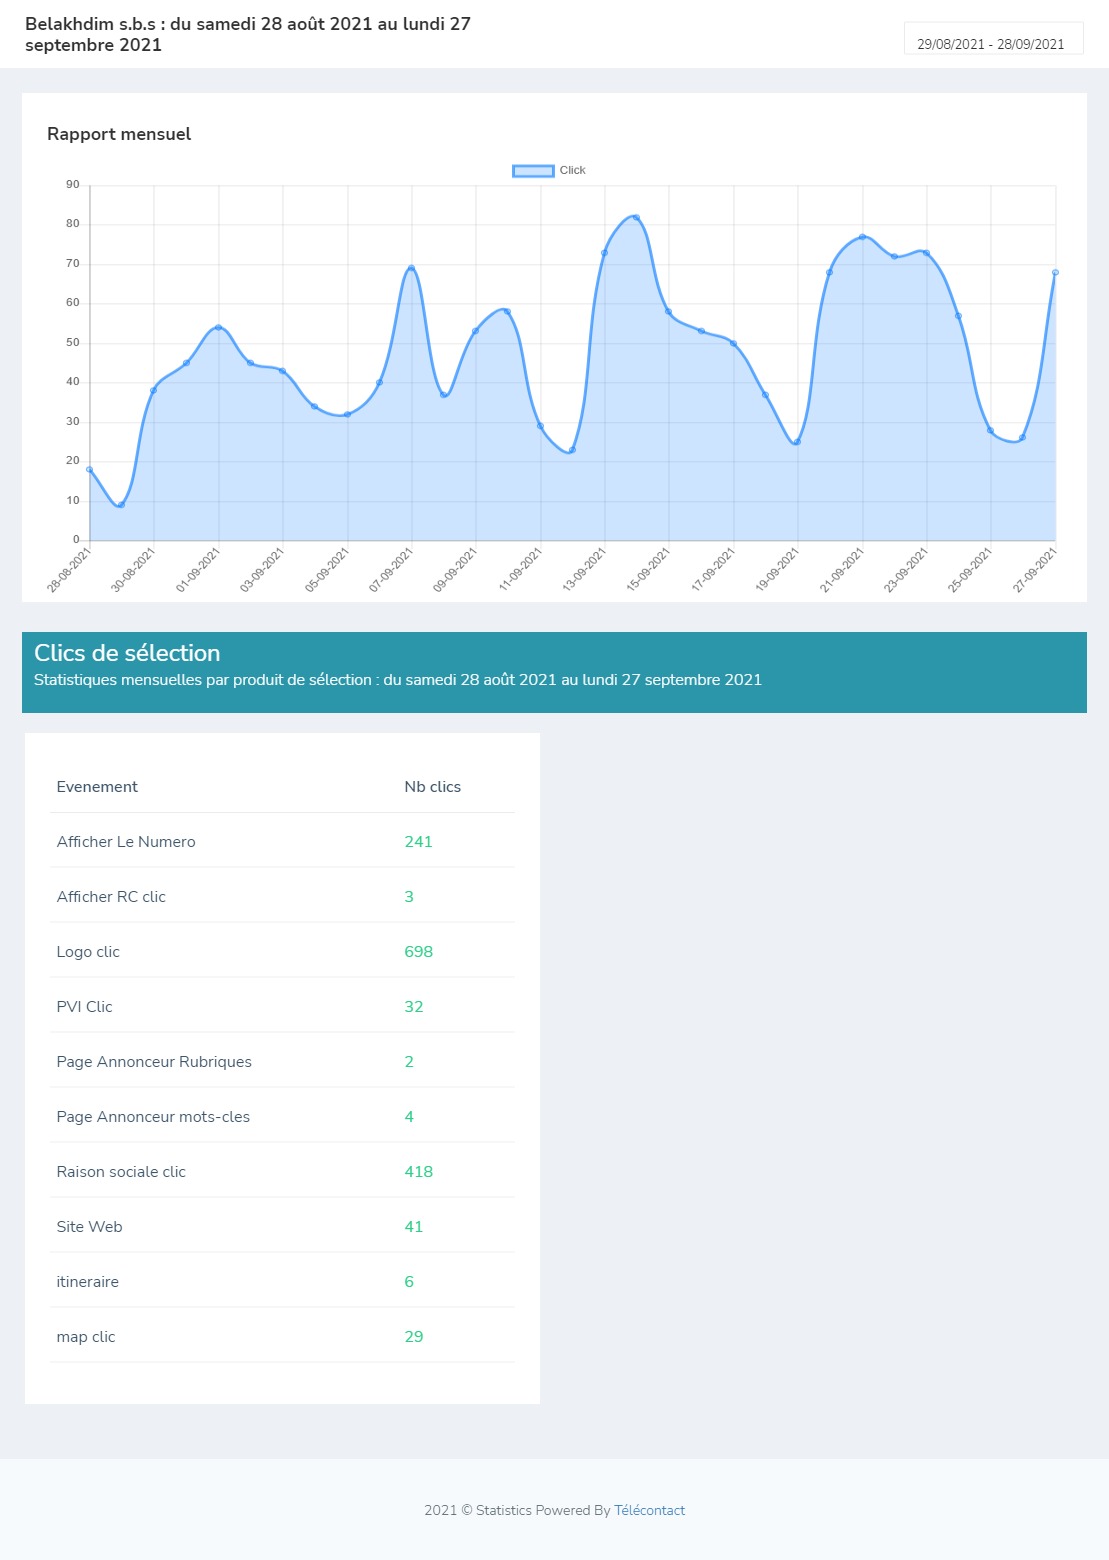 Belakhdim s.b.s : du samedi 28 août 2021 au lundi 27
septembre 2021
29/08/2021 - 28/09/2021
Rapport mensuel
Click
90
80
70
60
50
40
30
20
10
0
28-08-2021
30-08-2021
01-09-2021
03-09-2021
05-09-2021
07-09-2021
09-09-2021
11-09-2021
13-09-2021
15-09-2021
17-09-2021
19-09-2021
21-09-2021
23-09-2021
25-09-2021
27-09-2021
Clics de sélection
Statistiques mensuelles par produit de sélection : du samedi 28 août 2021 au lundi 27 septembre 2021
Evenement Nb clics
Afficher Le Numero 241
Afficher RC clic 3
Logo clic 698
PVI Clic 32
Page Annonceur Rubriques 2
Page Annonceur mots-cles 4
Raison sociale clic 418
Site Web 41
itineraire 6
map clic 29
2021 © Statistics Powered By Télécontact